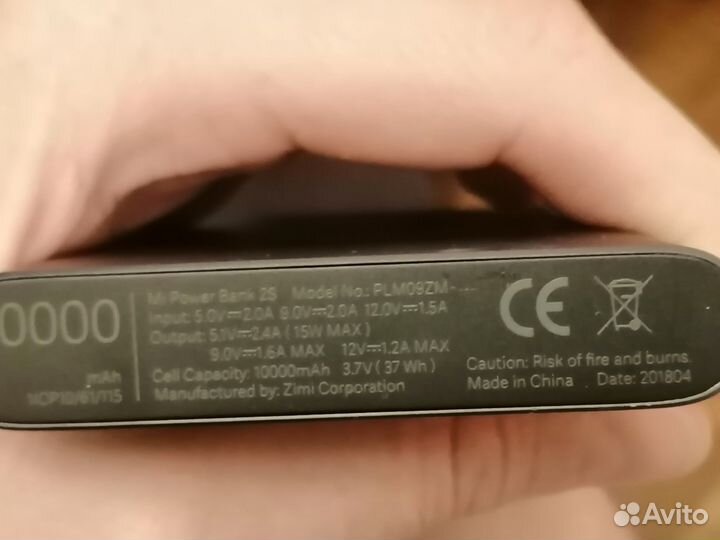 0000
mAh
1ICP10/61/115
Mi Power Bank 2S Model No.: PLM09ZM
Input: 5.0V⎓2.0A 9.0V⎓2.0A 12.0V⎓1.5A
Output: 5.1V⎓2.4A ( 15W MAX )
9.0V⎓1.6A MAX 12V⎓1.2A MAX
Cell Capacity: 10000mAh 3.7V ( 37 Wh )
Manufactured by: Zimi Corporation
CE
Caution: Risk of fire and burns.
Made in China Date: 201804
Avito